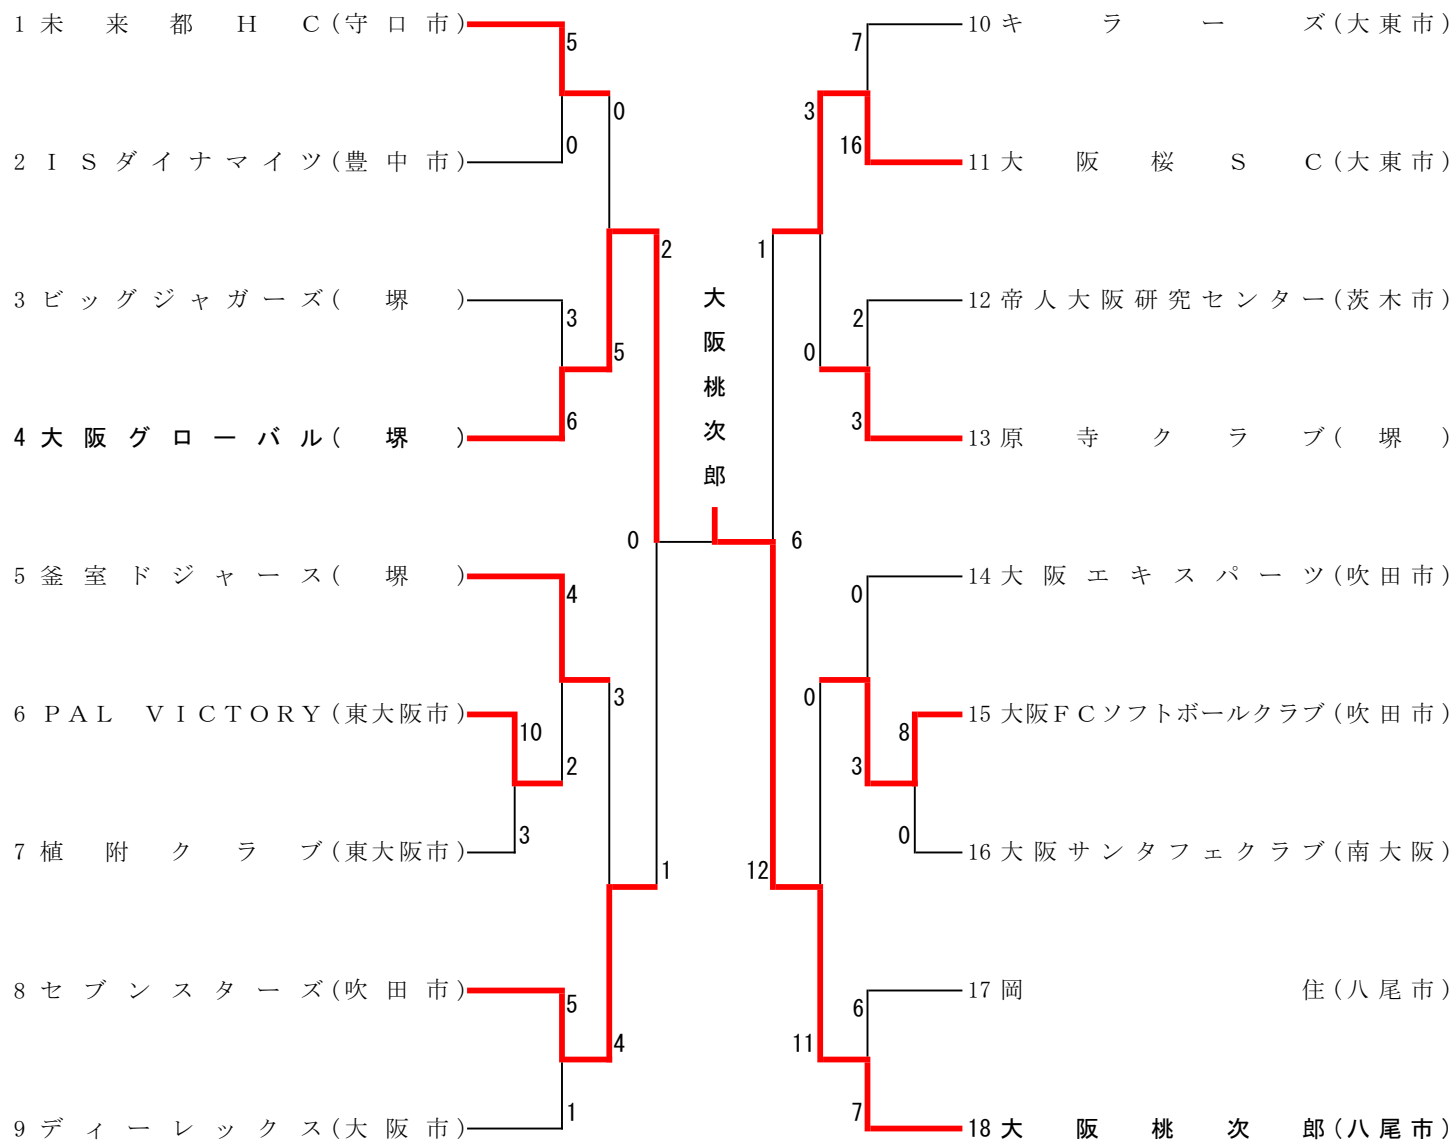 1 未来都HC(守口市)
5
0
0
2 ISダイナマイツ(豊中市)
2
3 ビッグジャガーズ(堺)
3
5
6
4 大阪グローバル(堺)
0
5 釜室ドジャース(堺)
4
3
6 PAL VICTORY(東大阪市)
10
2
3
7 植附クラブ(東大阪市)
1
8 セブンスターズ(吹田市)
5
4
1
9 ディーレックス(大阪市)
大阪桃次郎
10 キラーズ(大東市)
7
3
16
11 大阪桜SC(大東市)
1
12 帝人大阪研究センター(茨木市)
2
0
3
13 原寺クラブ(堺)
6
14 大阪エキスパーツ(吹田市)
0
0
15 大阪FCソフトボールクラブ(吹田市)
8
3
0
16 大阪サンタフェクラブ(南大阪)
12
17 岡住(八尾市)
6
11
7
18 大阪桃次郎(八尾市)